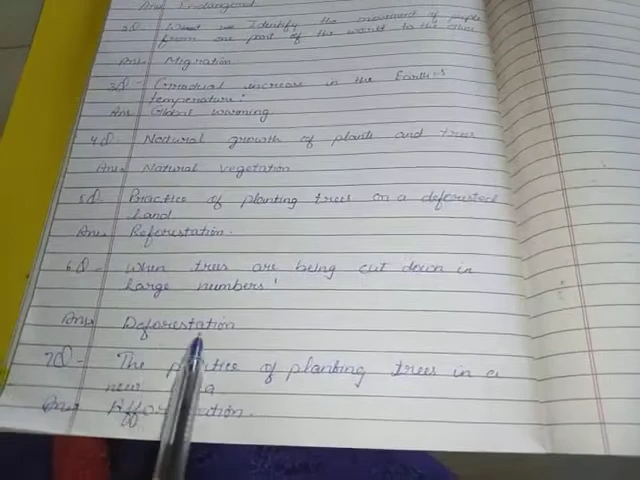 Ans Endangered
2Q What we Identify the movement of people
from one part of the world to the
Ans Migration
3Q- Gradual increase in the Earth's
temperature!
Ans Global warming
4Q Natural growth of plants and trees
Ans Natural vegetation
5Q Practice of planting trees on a deforested
land
Ans Reforestation.
6Q- When trees are being cut down in
large numbers!
Ans Deforestation
7Q- The of planting trees in a
new
Ans